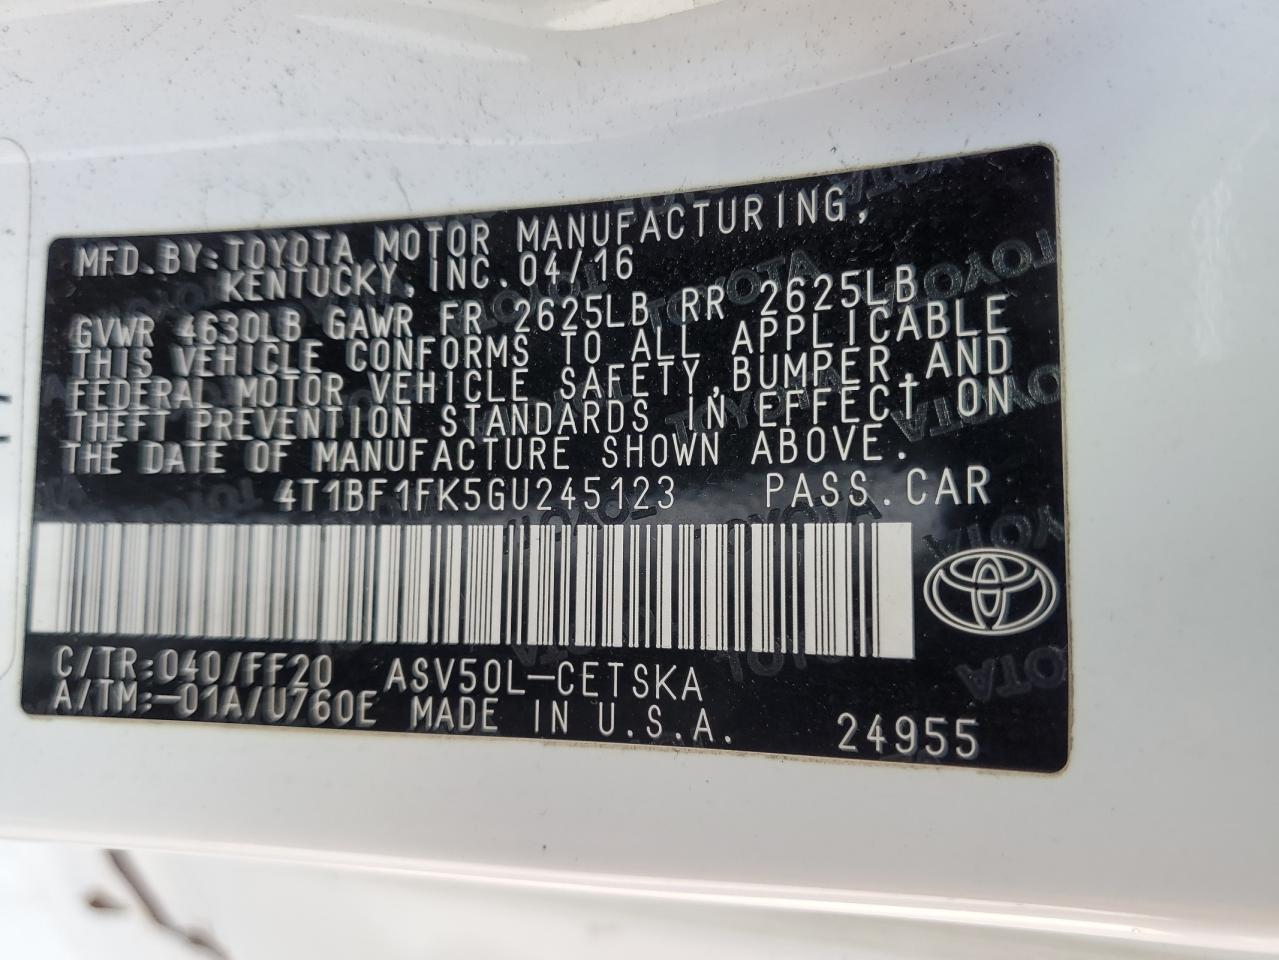 MFD.BY:TOYOTA MOTOR MANUFACTURING,
KENTUCKY,INC.04/16
GVWR 4630LB GAWR FR 2625LB RR 2625LB
THIS VEHICLE CONFORMS TO ALL APPLICABLE
FEDERAL MOTOR VEHICLE SAFETY,BUMPER,AND
THEFT PREVENTION STANDARDS IN EFFECT ON
THE DATE OF MANUFACTURE SHOWN ABOVE.
4T1BF1FK5GU245123 PASS.CAR
C/TR:040/FF20 ASV50L-CETSKA
A/TM:-01A/U760E MADE IN U.S.A. 24955